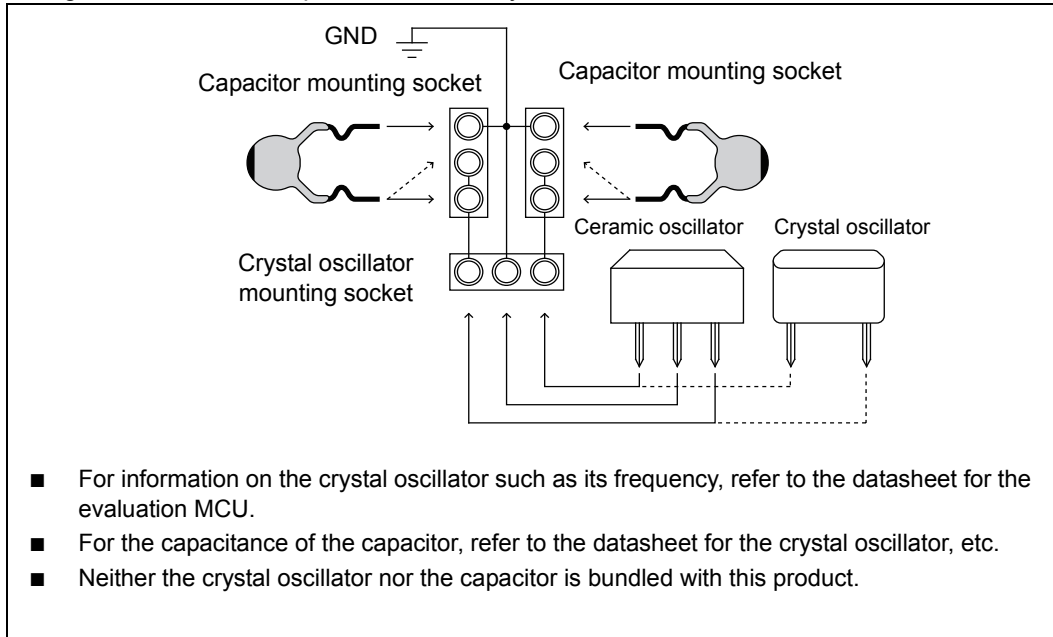 GND
Capacitor mounting socket
Capacitor mounting socket
Ceramic oscillator
Crystal oscillator
Crystal oscillator
mounting socket
■ For information on the crystal oscillator such as its frequency, refer to the datasheet for the
evaluation MCU.
■ For the capacitance of the capacitor, refer to the datasheet for the crystal oscillator, etc.
■ Neither the crystal oscillator nor the capacitor is bundled with this product.